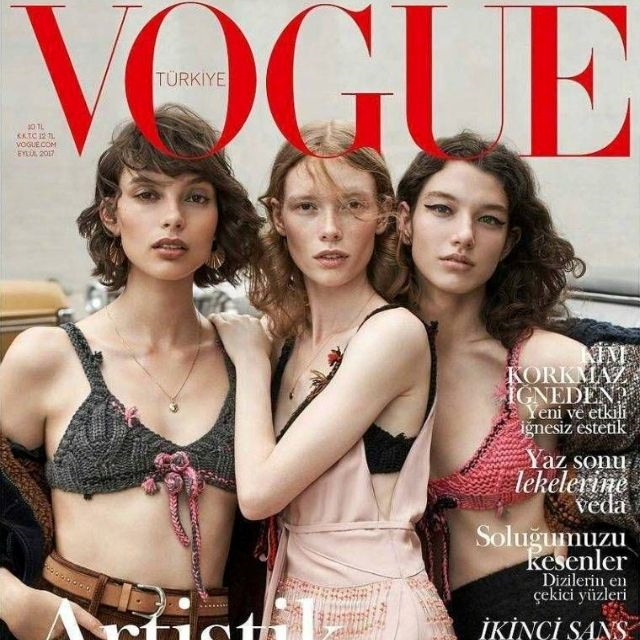 VOGUE
TÜRKİYE
10 TL
K.K.T.C 12 TL
VOGUE.COM
EYLÜL 2017
KİM
KORKMAZ
İĞNEDEN?
Yeni ve etkili
iğnesiz estetik
Yaz sonu
lekelerine
veda
Soluğumuzu
kesenler
Dizilerin en
çekici yüzleri
İKİNCİ ŞANS
Artistik